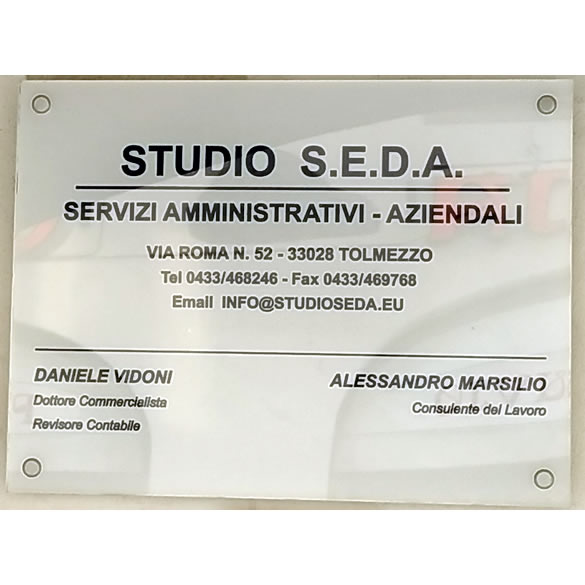 STUDIO S.E.D.A.
SERVIZI AMMINISTRATIVI - AZIENDALI
VIA ROMA N. 52 - 33028 TOLMEZZO
Tel 0433/468246 - Fax 0433/469768
Email INFO@STUDIOSEDA.EU
DANIELE VIDONI
Dottore Commercialista
Revisore Contabile
ALESSANDRO MARSILIO
Consulente del Lavoro